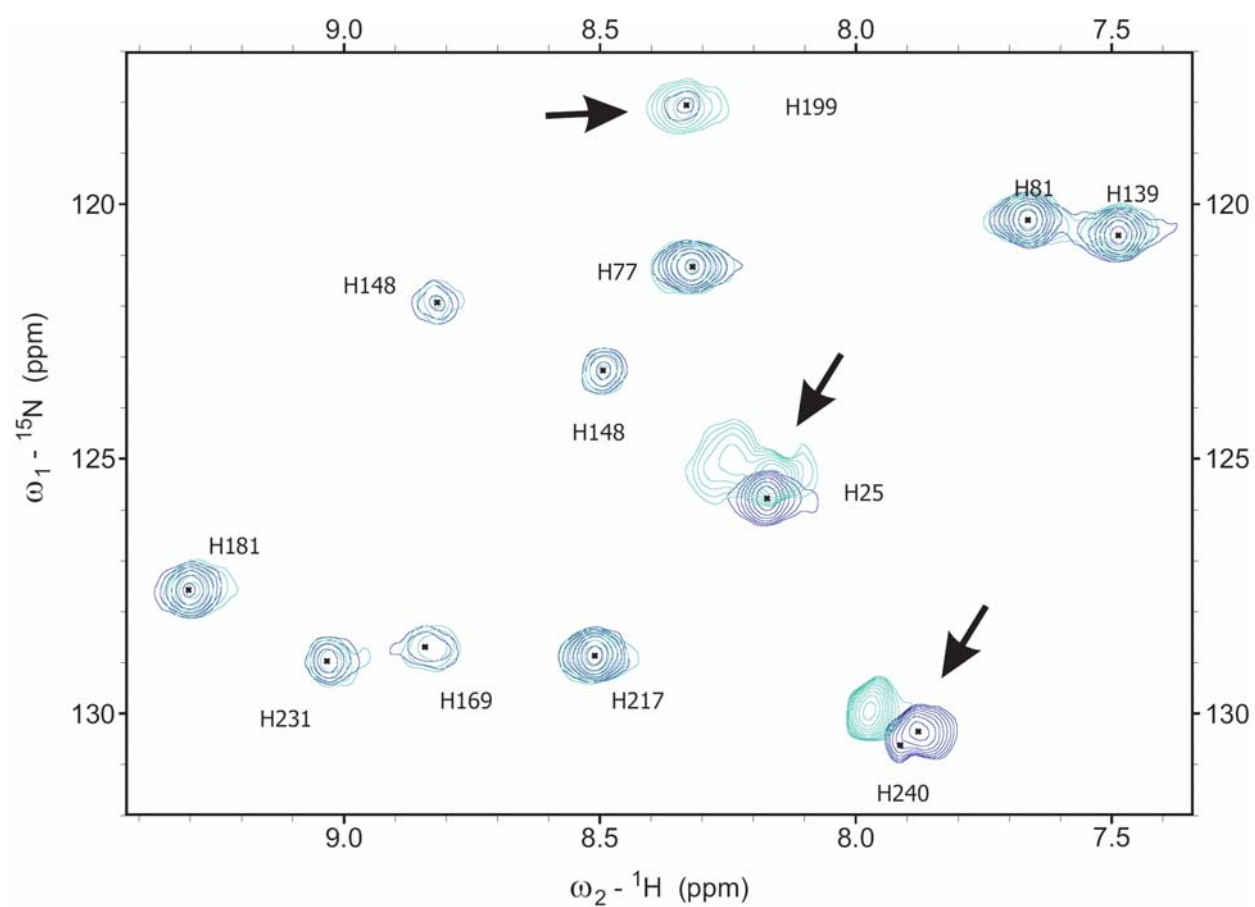 9.0 8.5 8.0 7.5
H199
120 H81 H139 120
H77
H148
H148
125 125
H25
H181
H169
H217
H231
130 130
H240
9.0 8.5 8.0 7.5
ω1 - 15N (ppm)
ω2 - 1H (ppm)